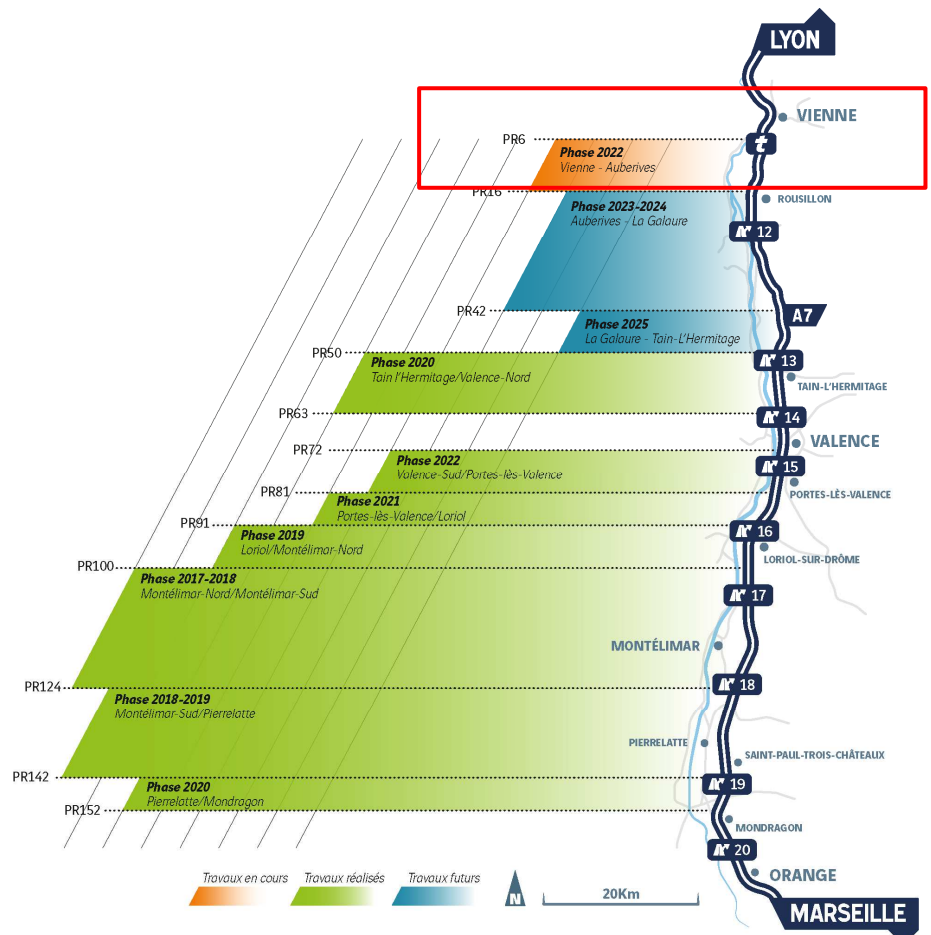 LYON
VIENNE
PR6
Phase 2022
Vienne - Auberives
PR16
ROUSILLON
Phase 2023-2024
Auberives - La Galaure
12
PR42
A7
Phase 2025
La Galaure - Tain-L'Hermitage
PR50
13
Phase 2020
Tain l'Hermitage/Valence-Nord
TAIN-L'HERMITAGE
PR63
14
VALENCE
PR72
Phase 2022
Valence-Sud/Portes-lès-Valence
15
PR81
PORTES-LÈS-VALENCE
Phase 2021
Portes-lès-Valence/Loriol
PR91
16
Phase 2019
Loriol/Montélimar-Nord
LORIOL-SUR-DRÔME
PR100
Phase 2017-2018
Montélimar-Nord/Montélimar-Sud
17
MONTÉLIMAR
PR124
18
Phase 2018-2019
Montélimar-Sud/Pierrelatte
PIERRELATTE
SAINT-PAUL-TROIS-CHÂTEAUX
PR142
19
Phase 2020
Pierrelatte/Mondragon
PR152
MONDRAGON
20
ORANGE
Travaux en cours
Travaux réalisés
Travaux futurs
N
20Km
MARSEILLE